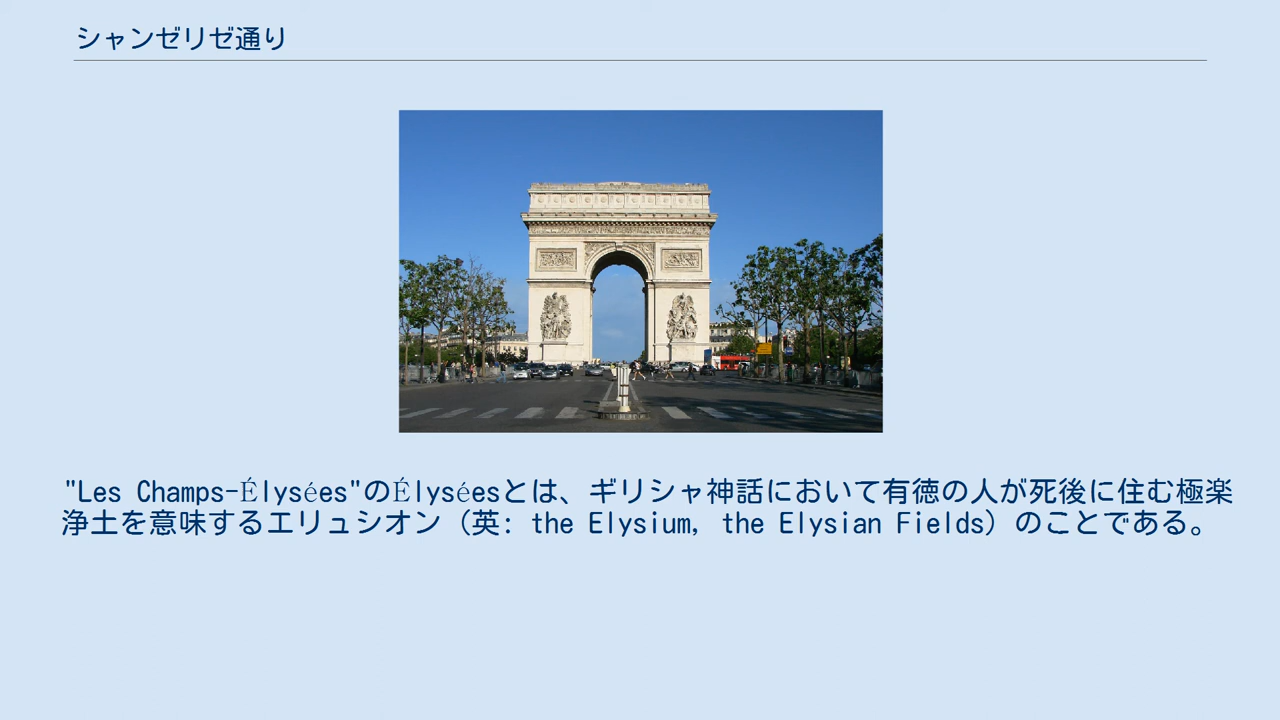 シャンゼリゼ通り
"Les Champs-Élysées"のÉlyséesとは、ギリシャ神話において有徳の人が死後に住む極楽
浄土を意味するエリュシオン（英: the Elysium, the Elysian Fields）のことである。